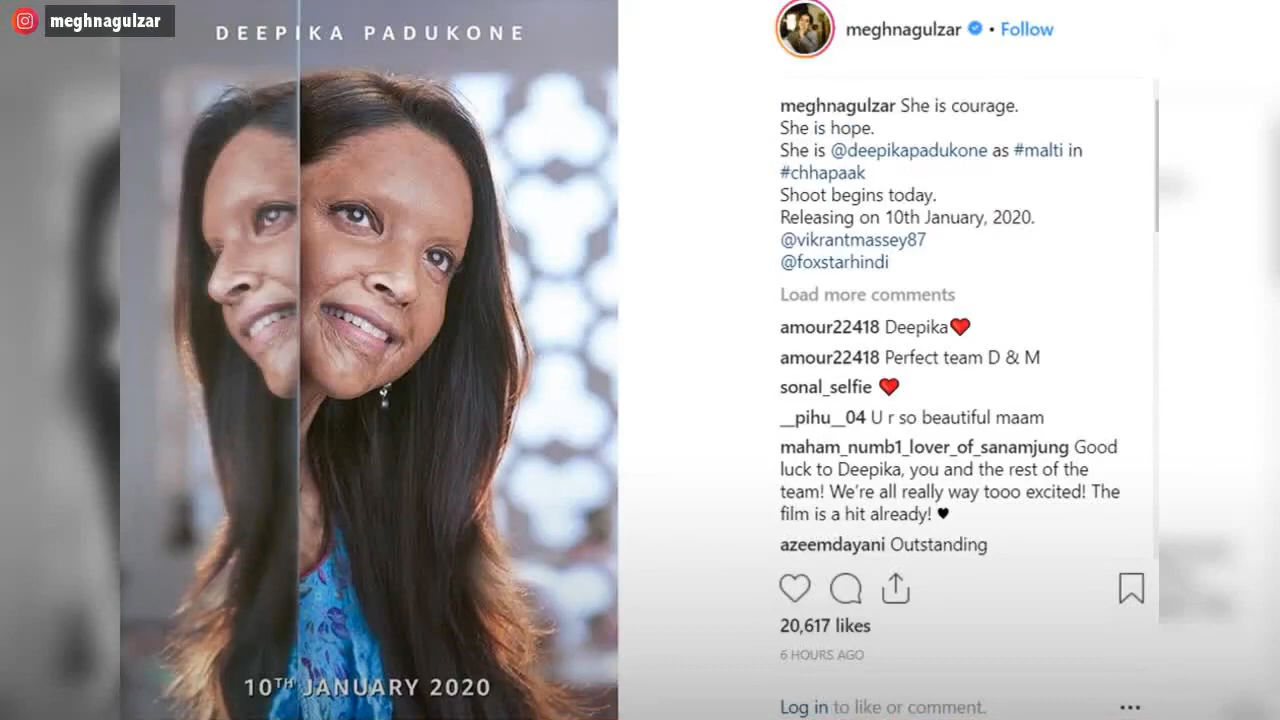 meghnagulzar
DEEPIKA PADUKONE
10TH JANUARY 2020
meghnagulzar • Follow
meghnagulzar She is courage.
She is hope.
She is @deepikapadukone as #malti in
#chhapaak
Shoot begins today.
Releasing on 10th January, 2020.
@vikrantmassey87
@foxstarhindi
Load more comments
amour22418 Deepika❤
amour22418 Perfect team D & M
sonal_selfie ❤
__pihu__04 U r so beautiful maam
maham_numb1_lover_of_sanamjung Good
luck to Deepika, you and the rest of the
team! We're all really way tooo excited! The
film is a hit already! ♥
azeemdayani Outstanding
20,617 likes
6 HOURS AGO
Log in to like or comment.